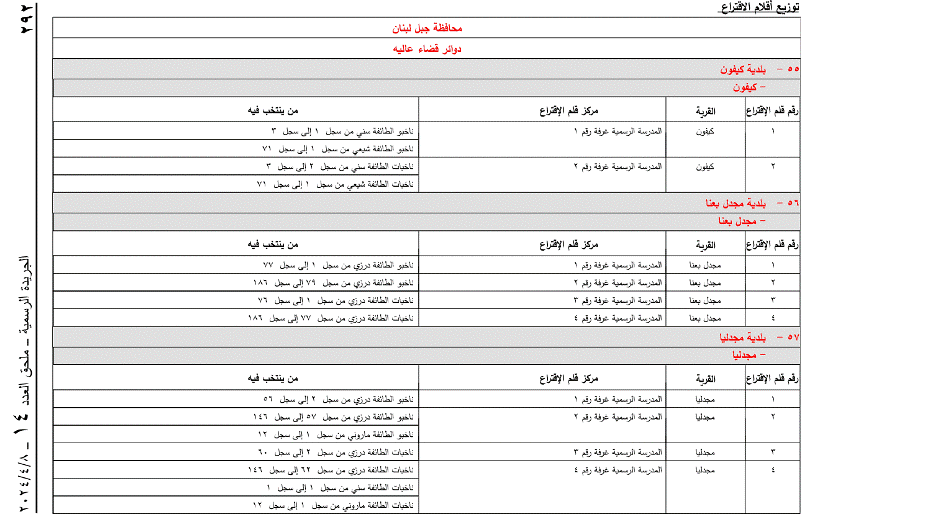 توزيع أقلام الإقتراع
محافظة جبل لبنان
دوائر قضاء عاليه
٥٥ - بلدية كيفون
- كيفون
رقم قلم الإقتراع القرية مركز قلم الإقتراع من ينتخب فيه
١ كيفون المدرسة الرسمية غرفة رقم ١ ناخبو الطائفة سني من سجل ١ إلى سجل ٣
ناخبو الطائفة شيعي من سجل ١ إلى سجل ٧١
٢ كيفون المدرسة الرسمية غرفة رقم ٢ ناخبات الطائفة سني من سجل ٢ إلى سجل ٣
ناخبات الطائفة شيعي من سجل ١ إلى سجل ٧١
٥٦ - بلدية مجدل بعنا
- مجدل بعنا
رقم قلم الإقتراع القرية مركز قلم الإقتراع من ينتخب فيه
١ مجدل بعنا المدرسة الرسمية غرفة رقم ١ ناخبو الطائفة درزي من سجل ١ إلى سجل ٧٧
٢ مجدل بعنا المدرسة الرسمية غرفة رقم ٢ ناخبو الطائفة درزي من سجل ٧٩ إلى سجل ١٨٦
٣ مجدل بعنا المدرسة الرسمية غرفة رقم ٣ ناخبات الطائفة درزي من سجل ١ إلى سجل ٧٦
٤ مجدل بعنا المدرسة الرسمية غرفة رقم ٤ ناخبات الطائفة درزي من سجل ٧٧ إلى سجل ١٨٦
٥٧ - بلدية مجدليا
- مجدليا
رقم قلم الإقتراع القرية مركز قلم الإقتراع من ينتخب فيه
١ مجدليا المدرسة الرسمية غرفة رقم ١ ناخبو الطائفة درزي من سجل ٢ إلى سجل ٥٦
٢ مجدليا المدرسة الرسمية غرفة رقم ٢ ناخبو الطائفة درزي من سجل ٥٧ إلى سجل ١٤٦
ناخبو الطائفة ماروني من سجل ١ إلى سجل ١٢
٣ مجدليا المدرسة الرسمية غرفة رقم ٣ ناخبات الطائفة درزي من سجل ٢ إلى سجل ٦٠
٤ مجدليا المدرسة الرسمية غرفة رقم ٤ ناخبات الطائفة درزي من سجل ٦٢ إلى سجل ١٤٦
ناخبات الطائفة سني من سجل ١ إلى سجل ١
ناخبات الطائفة ماروني من سجل ١ إلى سجل ١٢
٢٩٢
الجريدة الرسمية – ملحق العدد ١٤ – ٢٠٢٤/٤/٨